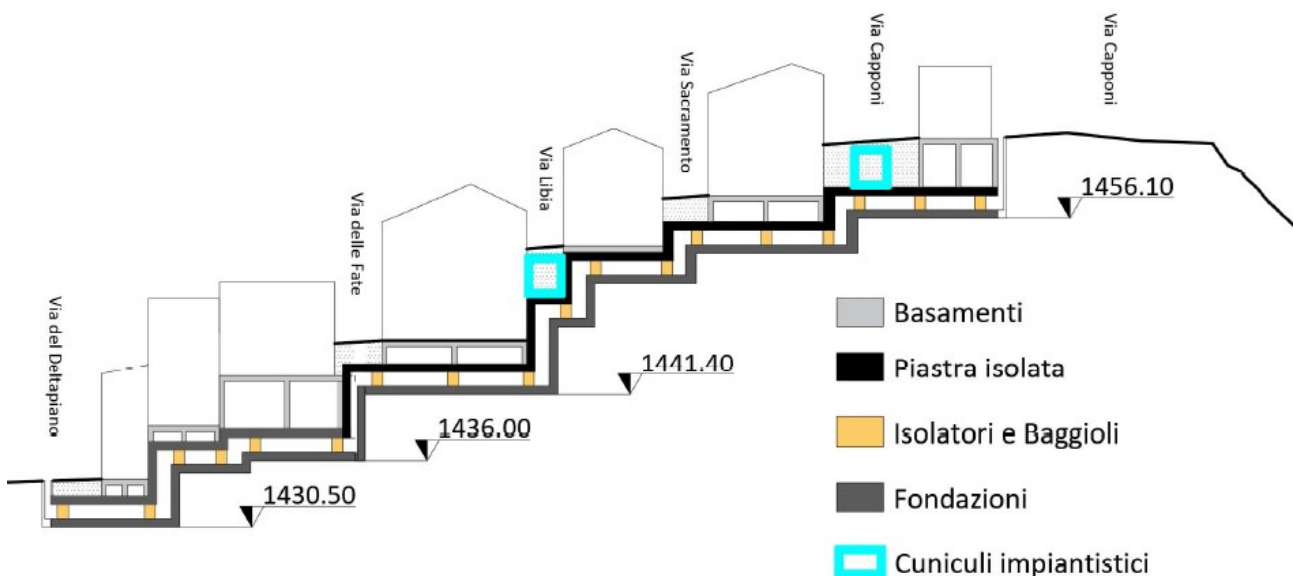 Via del Deltapiano
Via delle Fate
Via Libia
Via Sacramento
Via Capponi
Via Capponi
1456.10
1441.40
1436.00
1430.50
Basamenti
Piastra isolata
Isolatori e Baggioli
Fondazioni
Cuniculi impiantistici